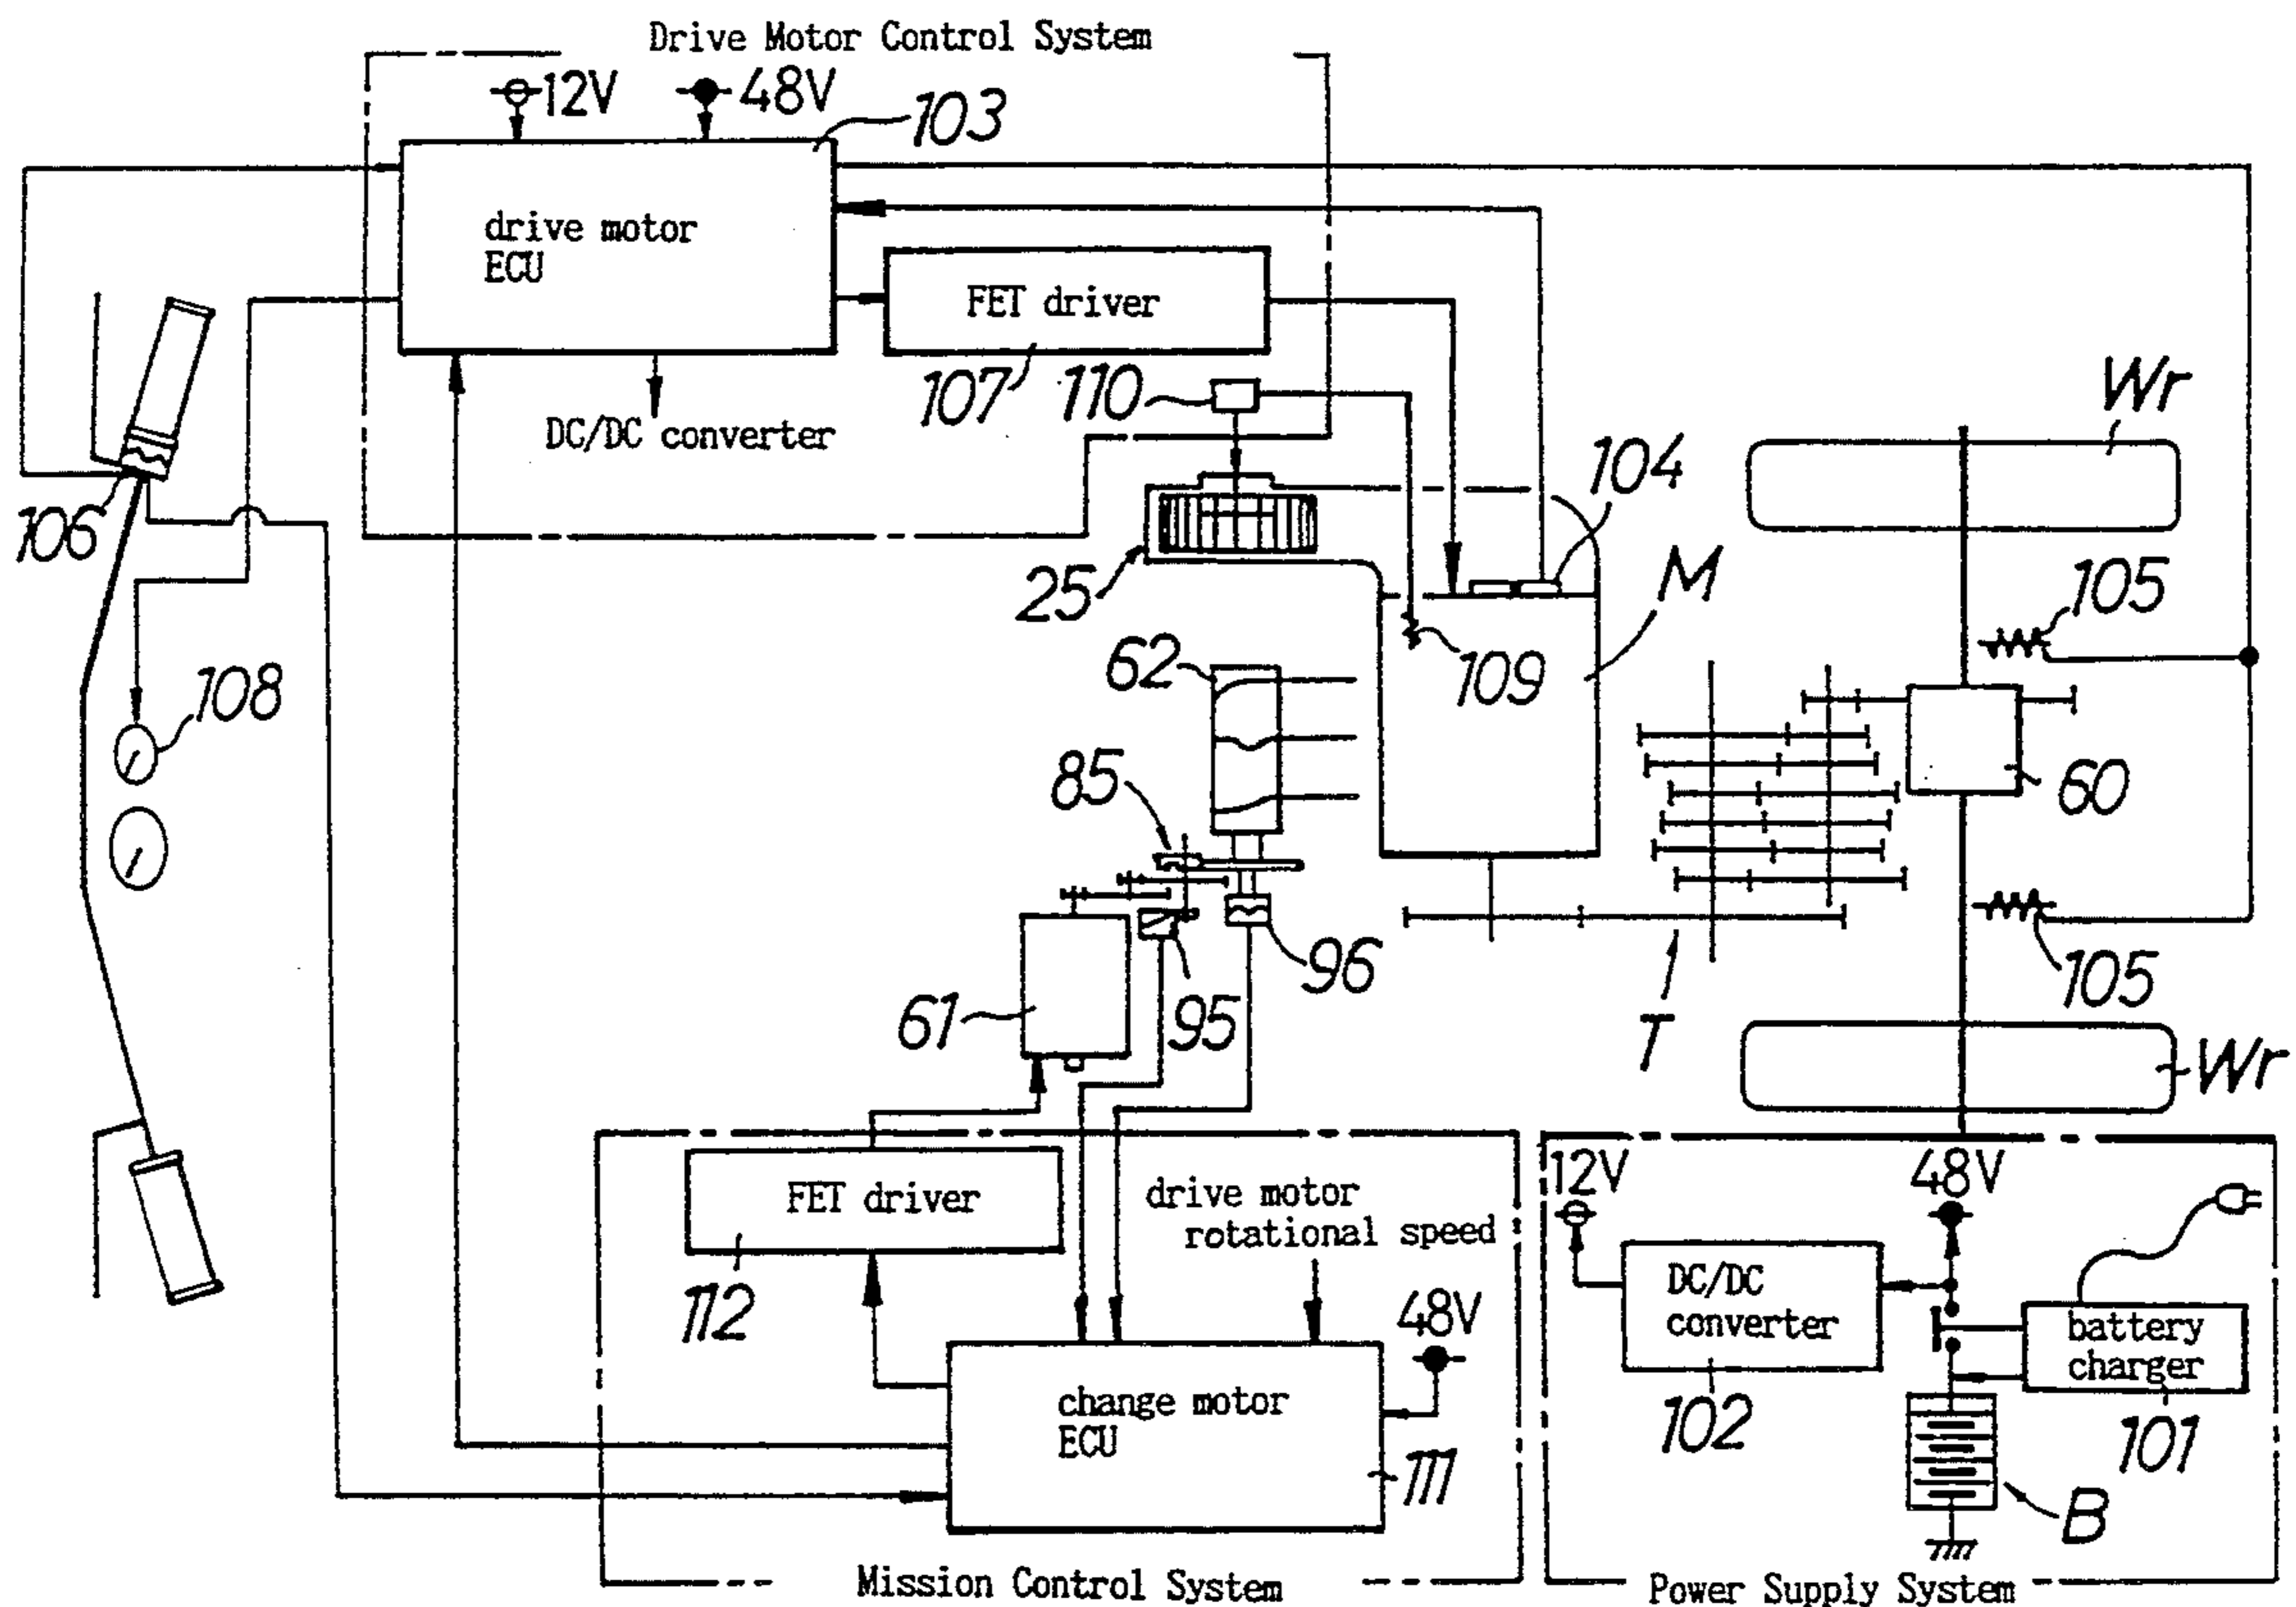 Drive Motor Control System
12V
48V
103
drive motor
ECU
FET driver
107
110
DC/DC converter
Wr
104
106
25
M
105
109
62
108
60
85
96
105
61
95
T
Wr
12V
48V
FET driver
drive motor
rotational speed
112
DC/DC
converter
48V
battery
charger
change motor
ECU
102
101
111
B
Mission Control System
Power Supply System